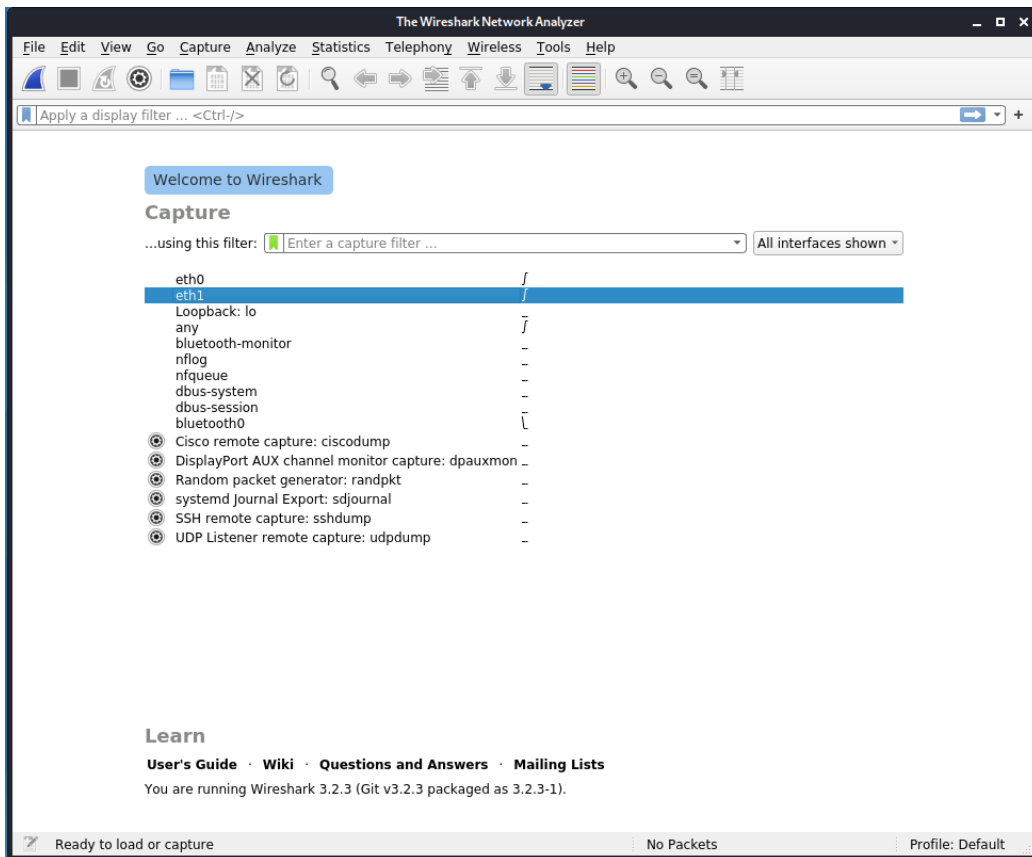 The Wireshark Network Analyzer
File Edit View Go Capture Analyze Statistics Telephony Wireless Tools Help
Apply a display filter ... <Ctrl-/>
Welcome to Wireshark
Capture
...using this filter: Enter a capture filter ... All interfaces shown
eth0
eth1
Loopback: lo
any
bluetooth-monitor
nflog
nfqueue
dbus-system
dbus-session
bluetooth0
Cisco remote capture: ciscodump
DisplayPort AUX channel monitor capture: dpauxmon
Random packet generator: randpkt
systemd Journal Export: sdjournal
SSH remote capture: sshdump
UDP Listener remote capture: udpdump
Learn
User's Guide · Wiki · Questions and Answers · Mailing Lists
You are running Wireshark 3.2.3 (Git v3.2.3 packaged as 3.2.3-1).
Ready to load or capture No Packets Profile: Default